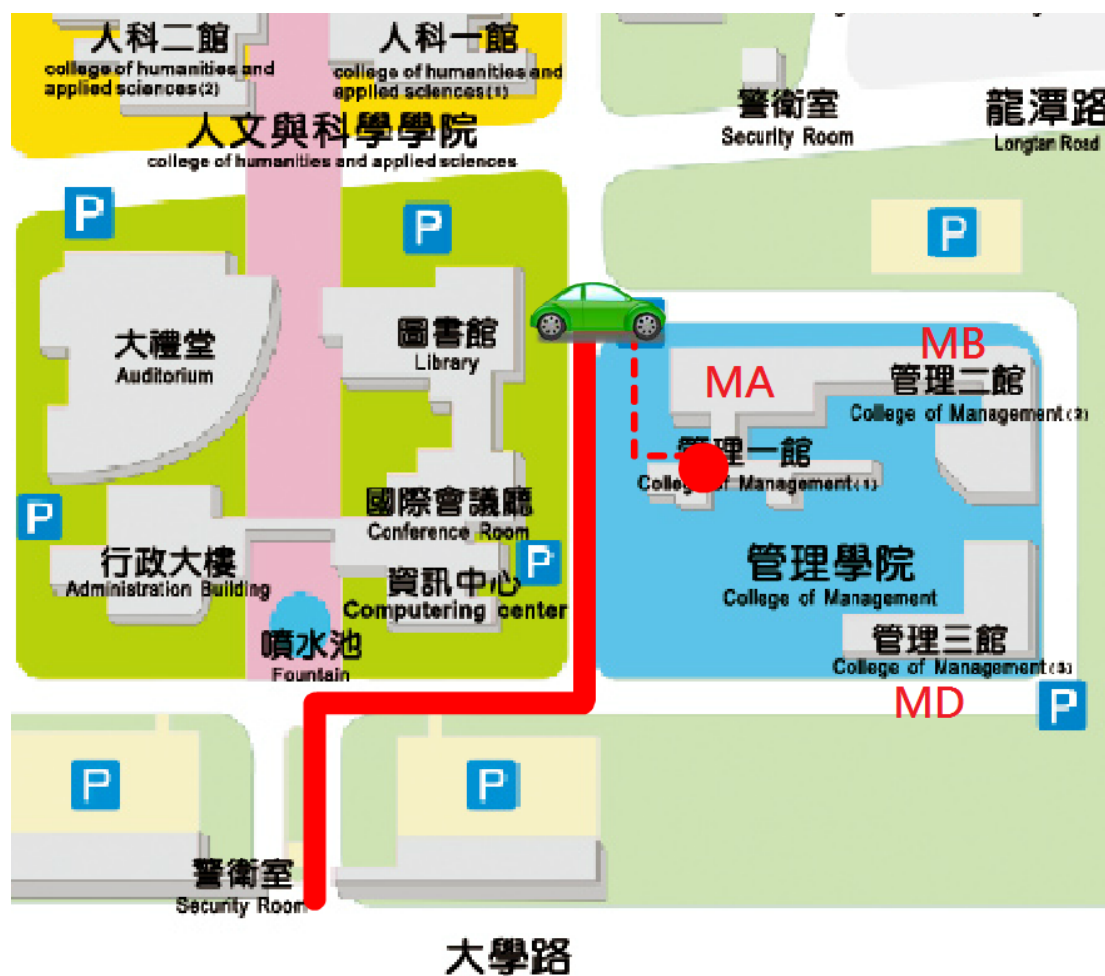 人科二館
college of humanities and
applied sciences(2)
人科一館
college of humanities and
applied sciences(1)
人文與科學學院
college of humanities and applied sciences
警衛室
Security Room
龍潭路
Longtan Road
P
P
P
大禮堂
Auditorium
圖書館
Library
MA
MB
管理二館
College of Management(2)
管理一館
College of Management(1)
P
國際會議廳
Conference Room
行政大樓
Administration Building
資訊中心
Computering center
P
管理學院
College of Management
噴水池
Fountain
管理三館
College of Management(3)
MD
P
P
P
警衛室
Security Room
大學路